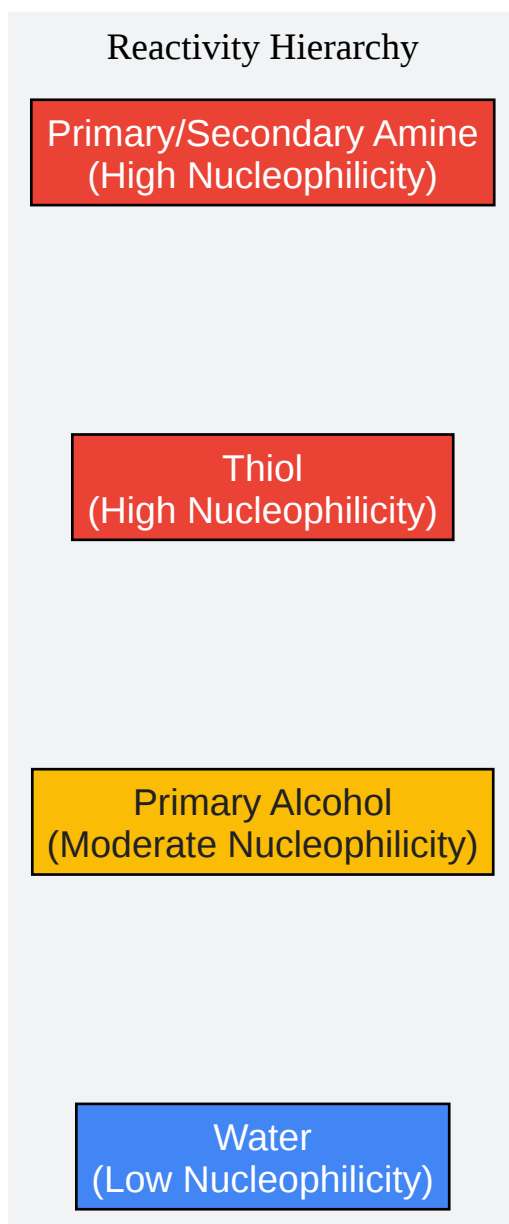 Reactivity Hierarchy
Primary/Secondary Amine
(High Nucleophilicity)
Thiol
(High Nucleophilicity)
Primary Alcohol
(Moderate Nucleophilicity)
Water
(Low Nucleophilicity)